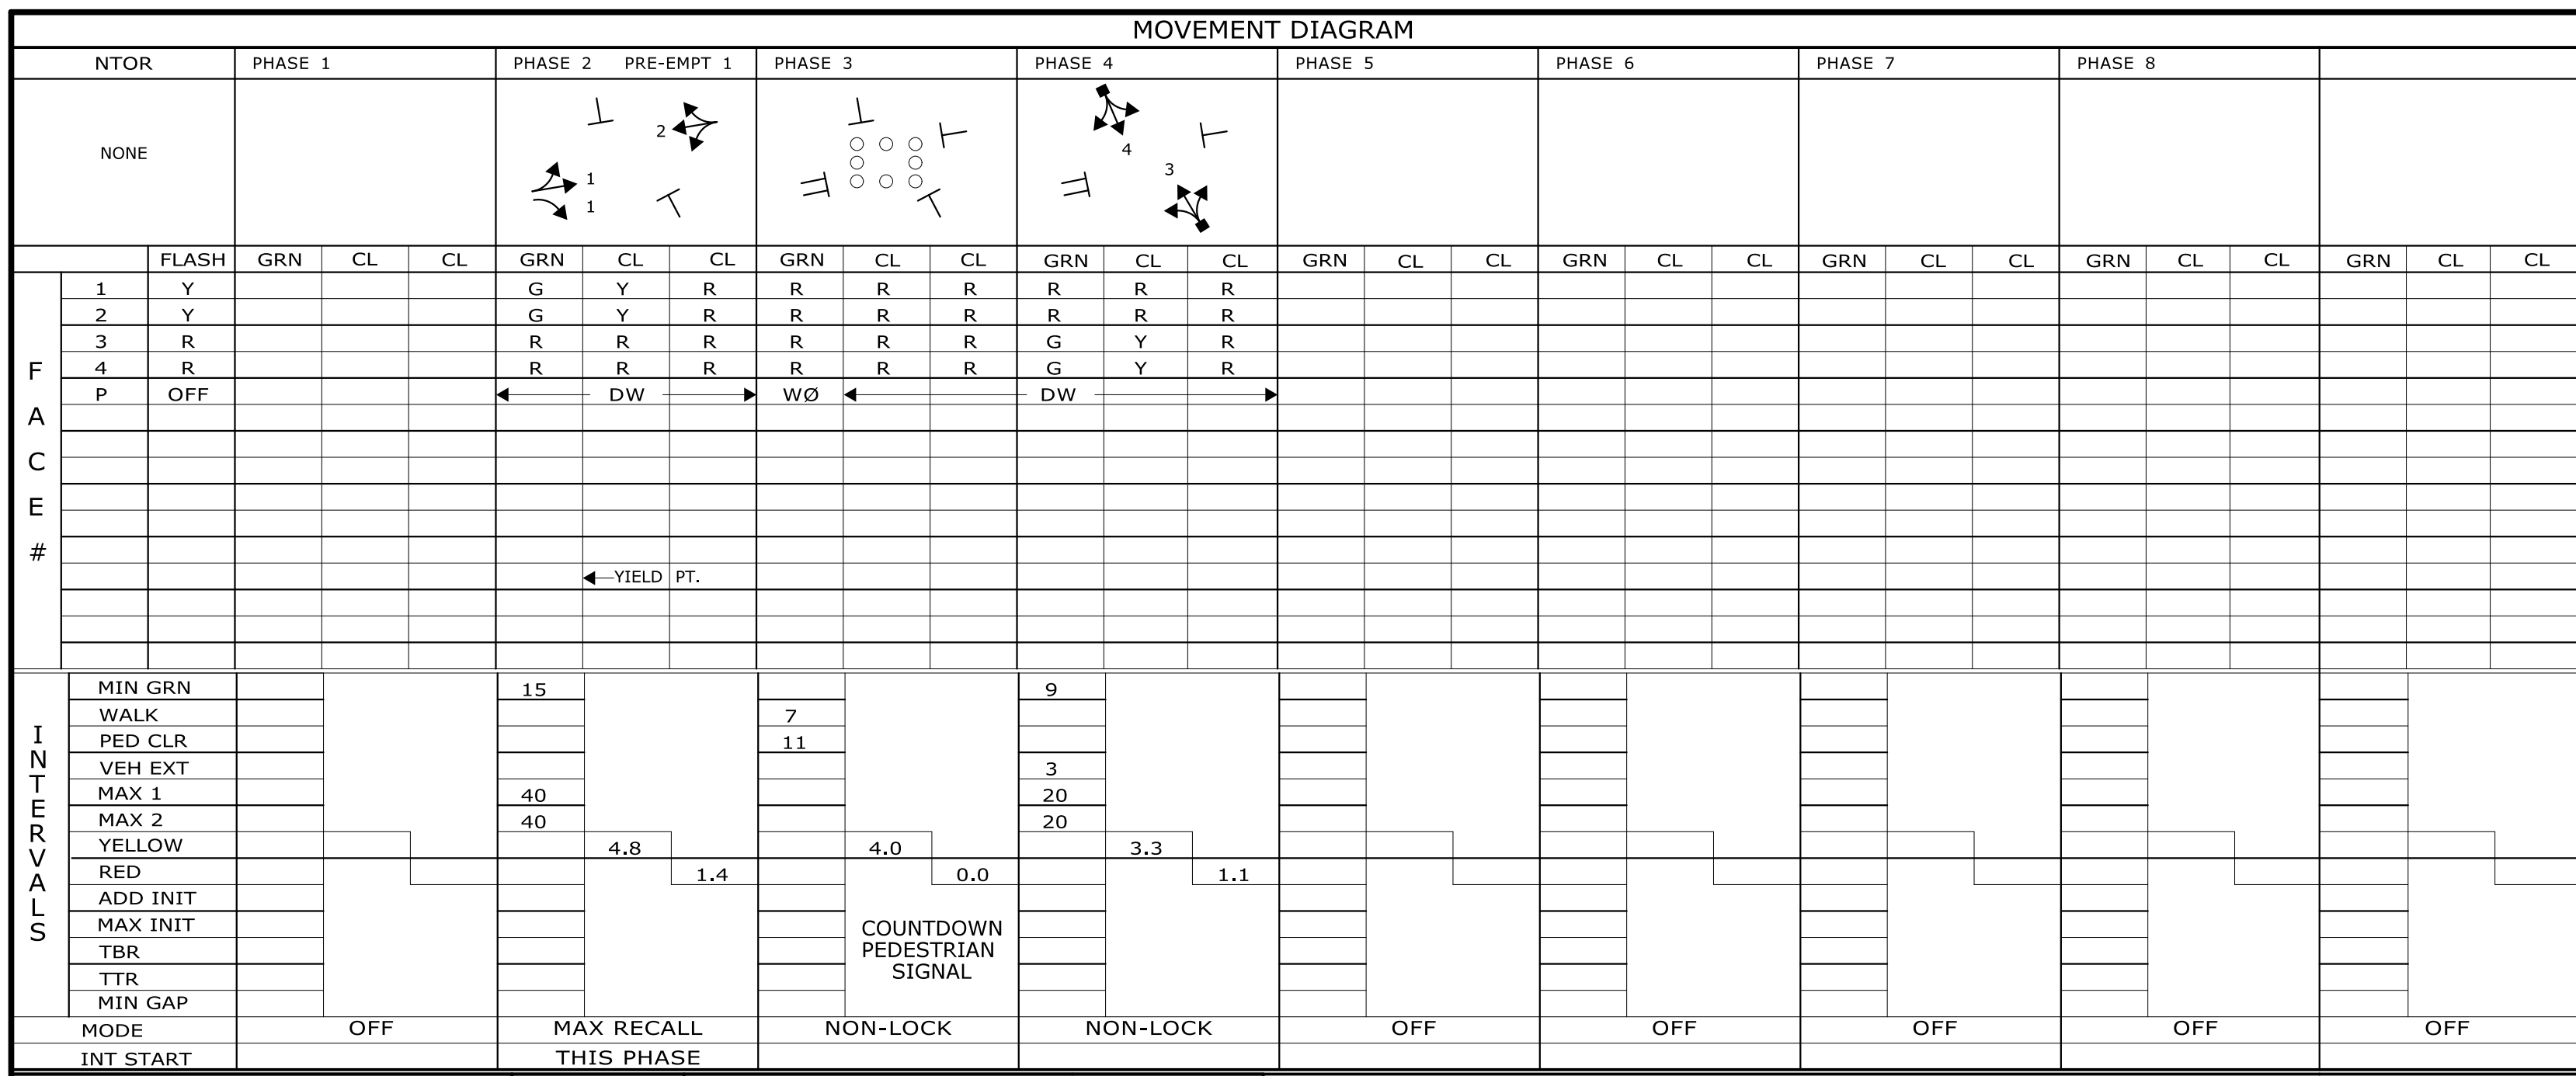 MOVEMENT DIAGRAM
NTOR PHASE 1 PHASE 2 PRE-EMPT 1 PHASE 3 PHASE 4 PHASE 5 PHASE 6 PHASE 7 PHASE 8
NONE
2
1
1
4
3
FLASH GRN CL CL GRN CL CL GRN CL CL GRN CL CL GRN CL CL GRN CL CL GRN CL CL GRN CL CL GRN CL CL
FACE #
1 Y G Y R R R R R R R
2 Y G Y R R R R R R R
3 R R R R R R R G Y R
4 R R R R R R R G Y R
P OFF DW WØ DW
YIELD PT.
INTERVALS
MIN GRN 15 9
WALK 7
PED CLR 11
VEH EXT 3
MAX 1 40 20
MAX 2 40 20
YELLOW 4.8 4.0 3.3
RED 1.4 0.0 1.1
ADD INIT
MAX INIT
TBR
TTR
MIN GAP
COUNTDOWN
PEDESTRIAN
SIGNAL
MODE OFF MAX RECALL NON-LOCK NON-LOCK OFF OFF OFF OFF OFF
INT START THIS PHASE